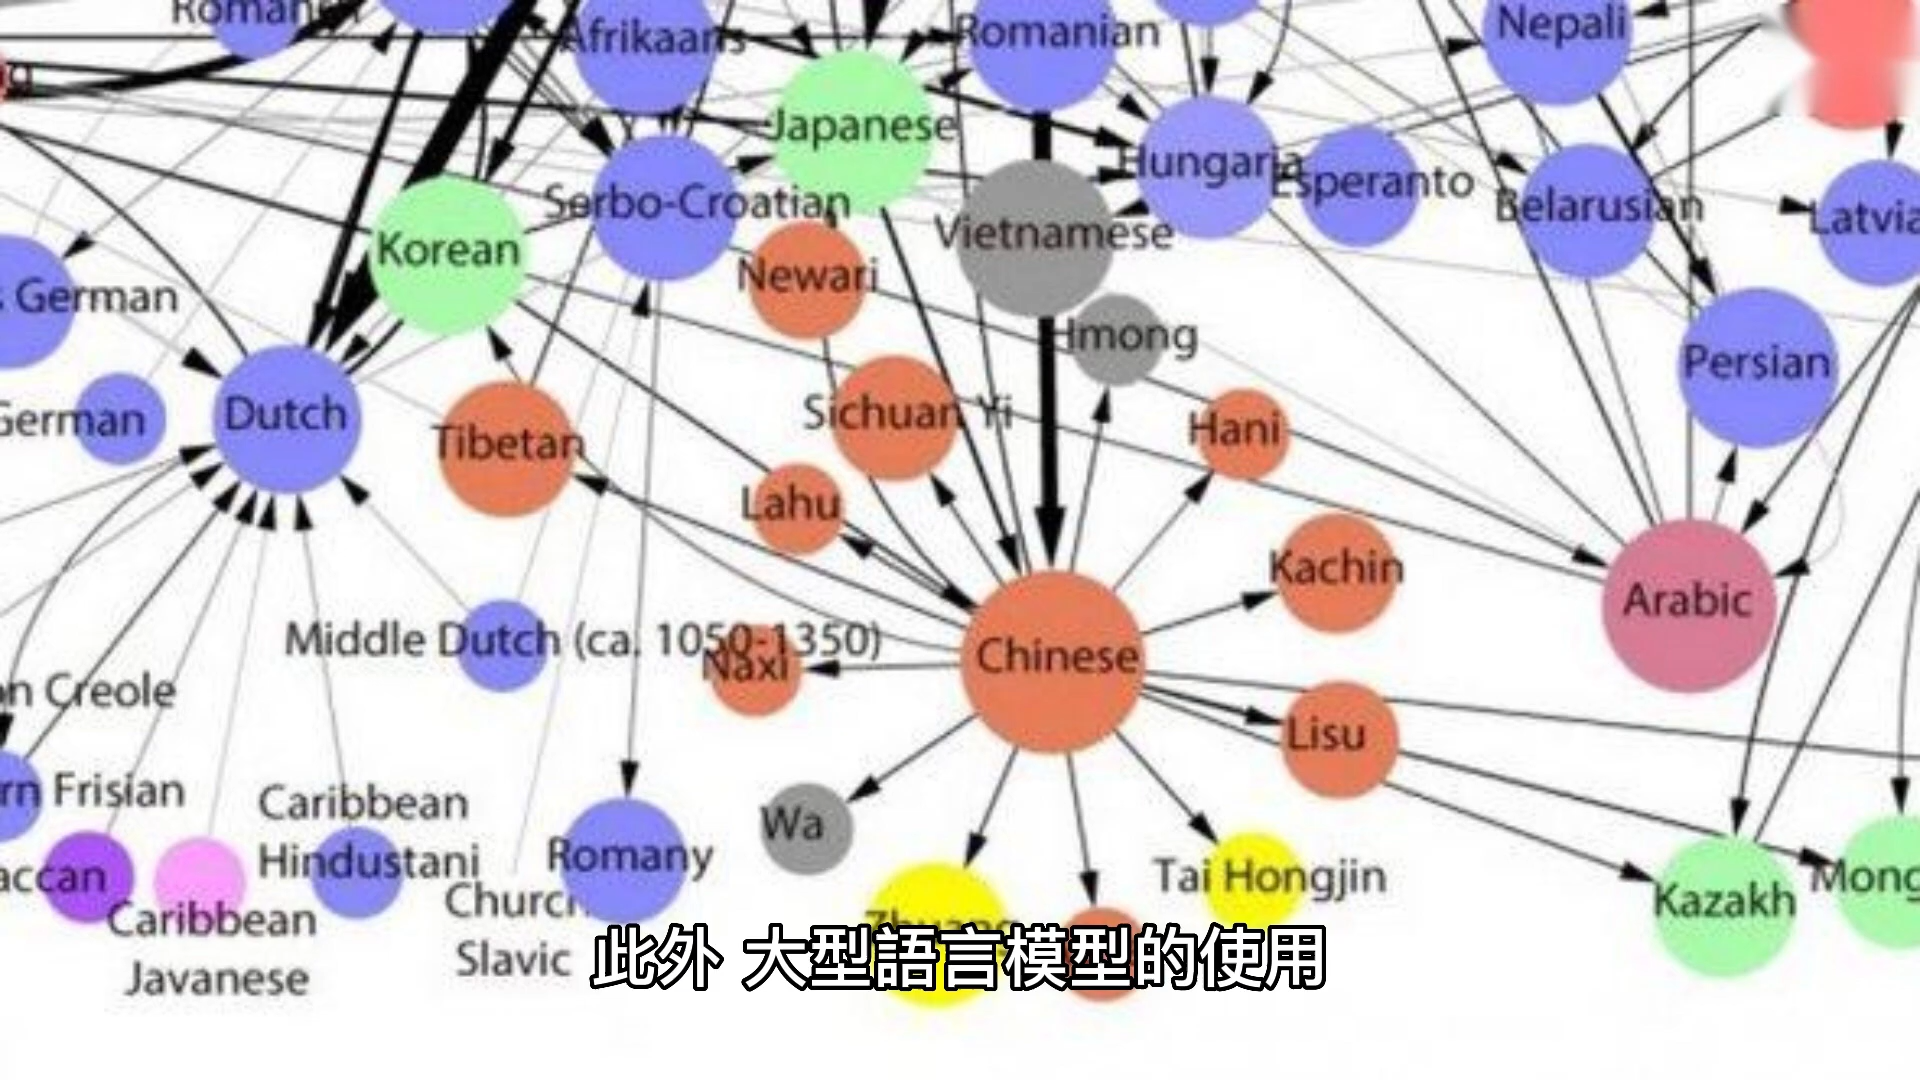 Afrikaans
Romanian
Nepali
Japanese
Hungaria
Esperanto
Serbo-Croatian
Belarusian
Latvia
Korean
Vietnamese
Newari
German
Hmong
Persian
German
Dutch
Tibetan
Sichuan Yi
Hani
Lahu
Kachin
Arabic
Middle Dutch (ca. 1050-1350)
Naxi
Chinese
n Creole
Lisu
rn Frisian
Caribbean
Hindustani
Wa
Romany
accan
Tai Hongjin
Kazakh
Mong
Caribbean
Javanese
Church
Slavic
Zhuang
此外 大型語言模型的使用